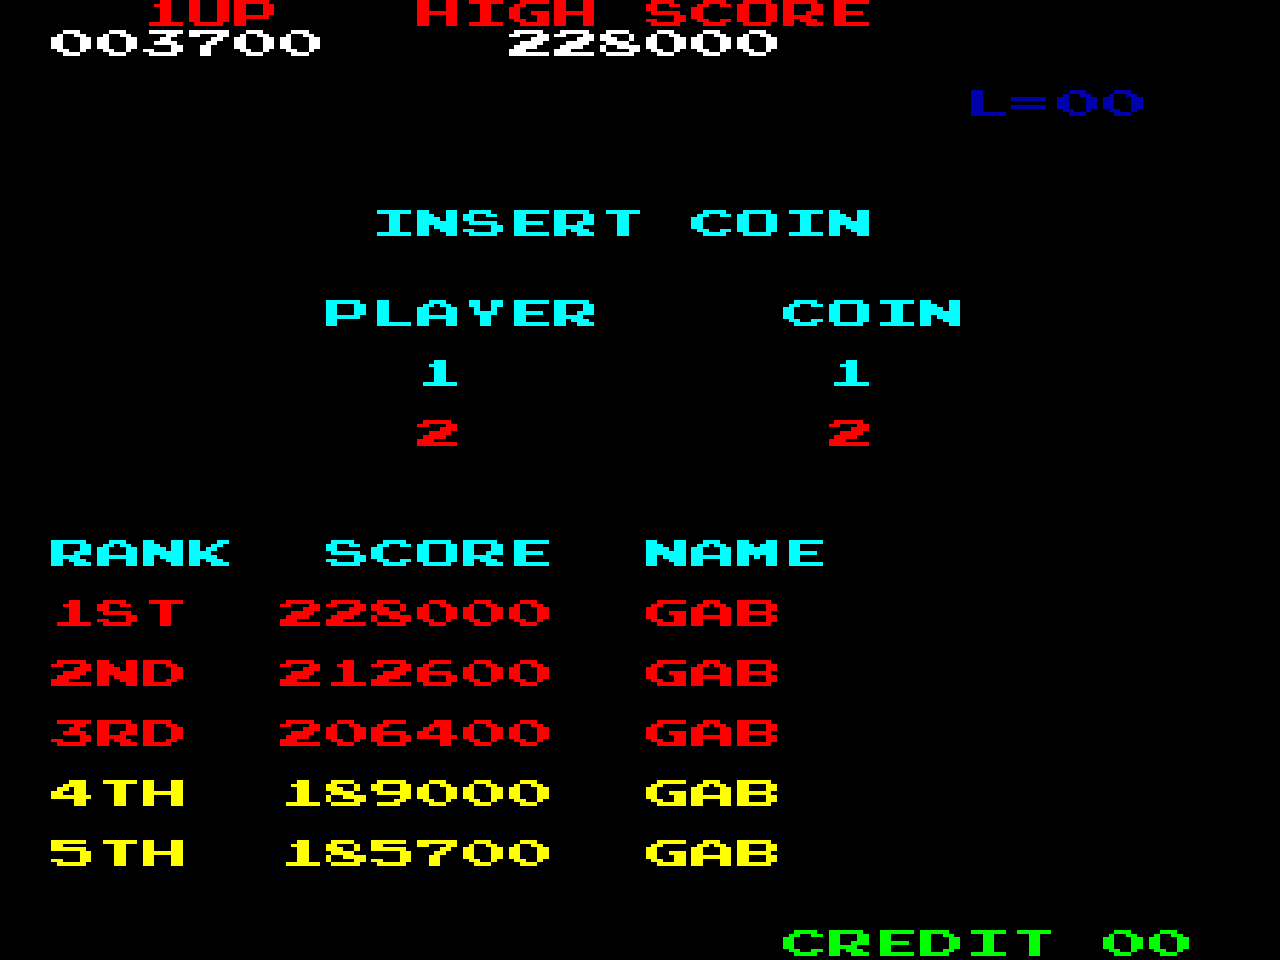 1UP HIGH SCORE
003700 228000
L=00
INSERT COIN
PLAYER COIN
1 1
2 2
RANK SCORE NAME
1ST 228000 GAB
2ND 212600 GAB
3RD 206400 GAB
4TH 189000 GAB
5TH 185700 GAB
CREDIT 00